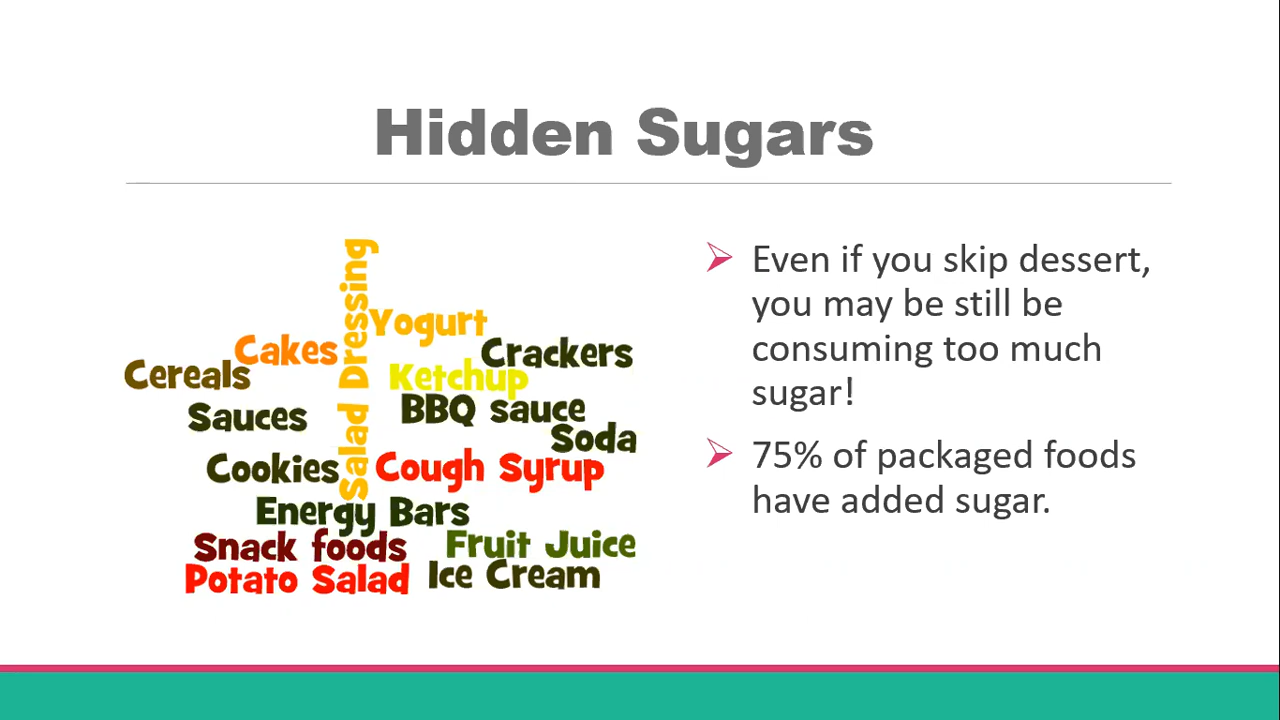 Hidden Sugars
Salad Dressing
Yogurt
Cakes
Crackers
Cereals
Ketchup
Sauces
BBQ sauce
Soda
Cookies
Cough Syrup
Energy Bars
Snack foods
Fruit Juice
Potato Salad
Ice Cream
Even if you skip dessert,
you may be still be
consuming too much
sugar!
75% of packaged foods
have added sugar.